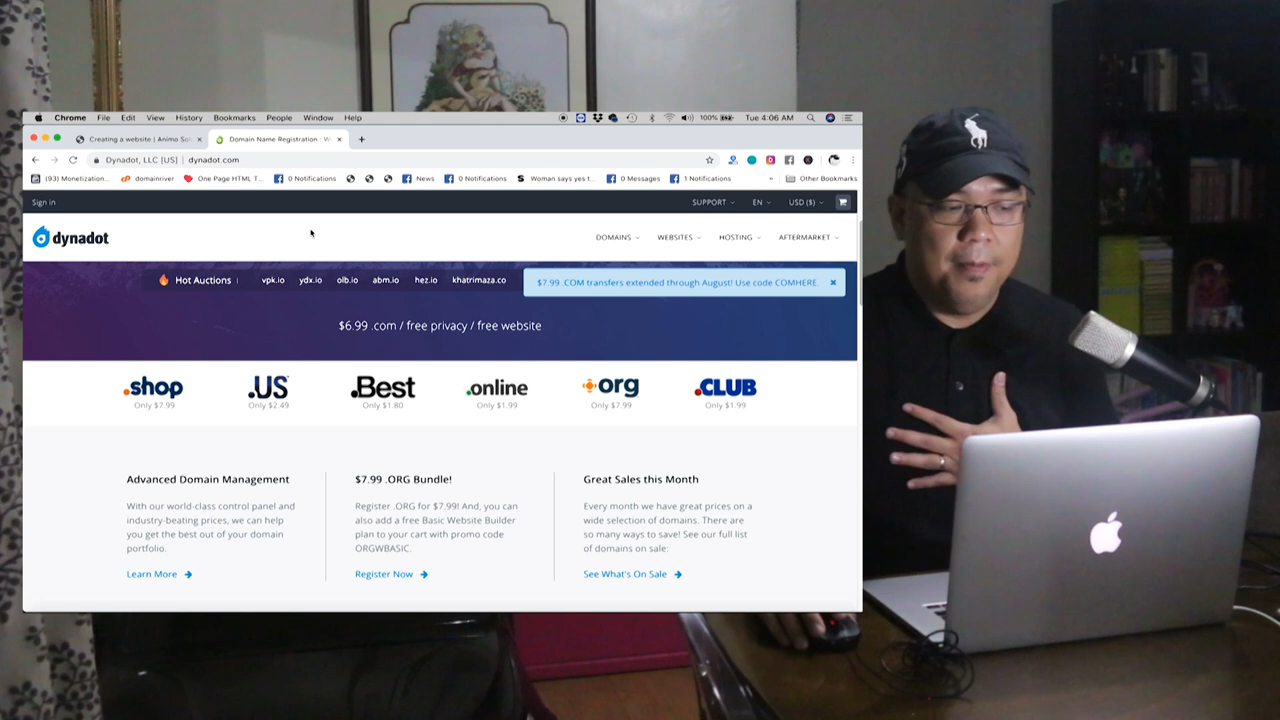 Chrome File Edit View History Bookmarks People Window Help 100% Tue 4:06 AM
Creating a website | Animo Sol Domain Name Registration - W
Dynadot, LLC [US] | dynadot.com
(93) Monetization... domainriver One Page HTML T... 0 Notifications News 0 Notifications Woman says yes t... 0 Messages 1 Notifications » Other Bookmarks
Sign in SUPPORT EN USD ($)
dynadot DOMAINS WEBSITES HOSTING AFTERMARKET
Hot Auctions vpk.io ydx.io olb.io abm.io hez.io khatrimaza.co $7.99 .COM transfers extended through August! Use code COMHERE.
$6.99 .com / free privacy / free website
.shop .US .Best .online org .CLUB
Only $7.99 Only $2.49 Only $1.80 Only $1.99 Only $7.99 Only $1.99
Advanced Domain Management
With our world-class control panel and
industry-beating prices, we can help
you get the best out of your domain
portfolio.
Learn More
$7.99 .ORG Bundle!
Register .ORG for $7.99! And, you can
also add a free Basic Website Builder
plan to your cart with promo code
ORGWBASIC.
Register Now
Great Sales this Month
Every month we have great prices on a
wide selection of domains. There are
so many ways to save! See our full list
of domains on sale:
See What's On Sale